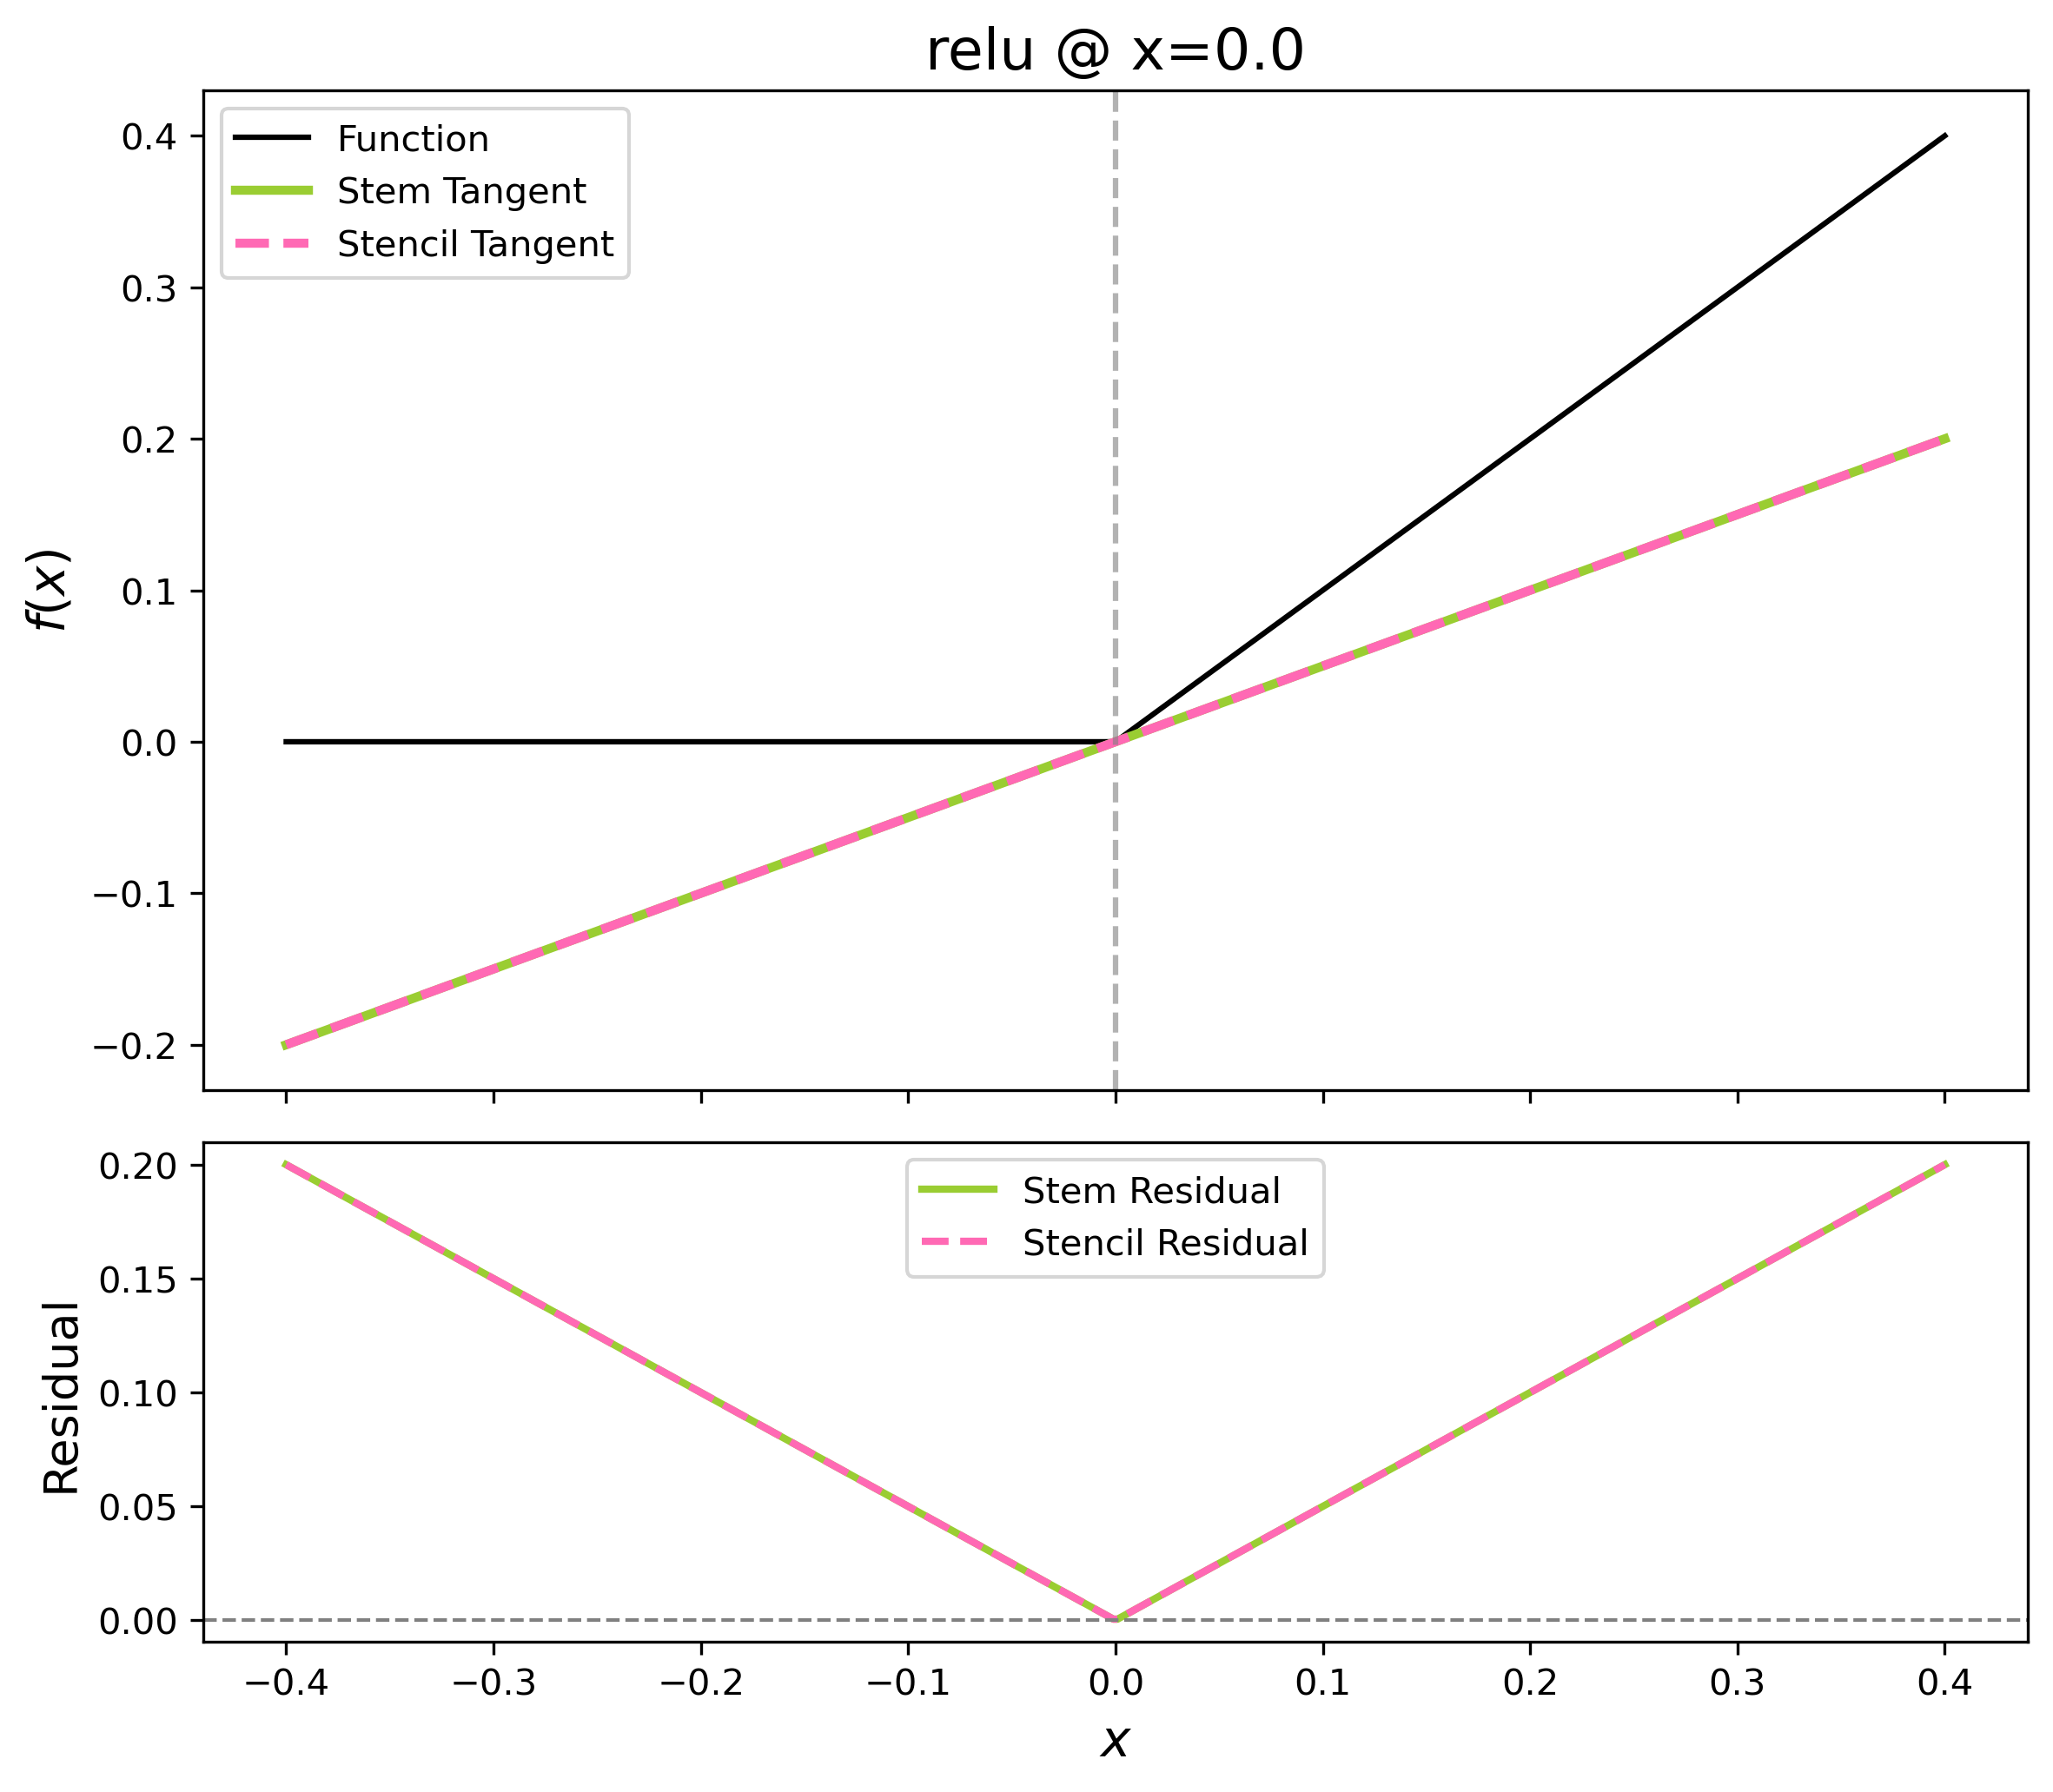 relu @ x=0.0
Function
Stem Tangent
Stencil Tangent
f(x)
0.4
0.3
0.2
0.1
0.0
−0.1
−0.2
Stem Residual
Stencil Residual
Residual
0.20
0.15
0.10
0.05
0.00
−0.4 −0.3 −0.2 −0.1 0.0 0.1 0.2 0.3 0.4
x